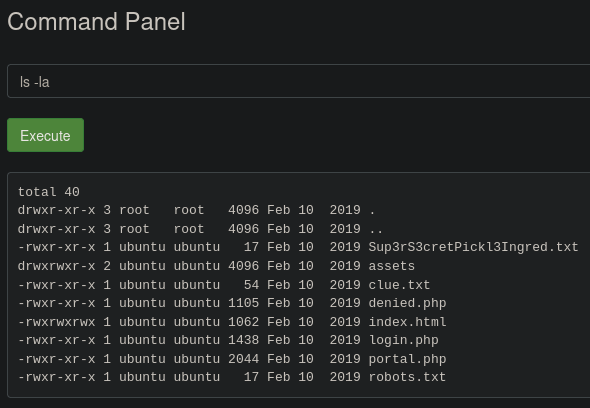 Command Panel
ls -la
Execute
total 40
drwxr-xr-x 3 root   root   4096 Feb 10  2019 .
drwxr-xr-x 3 root   root   4096 Feb 10  2019 ..
-rwxr-xr-x 1 ubuntu ubuntu   17 Feb 10  2019 Sup3rS3cretPickl3Ingred.txt
drwxrwxr-x 2 ubuntu ubuntu 4096 Feb 10  2019 assets
-rwxr-xr-x 1 ubuntu ubuntu   54 Feb 10  2019 clue.txt
-rwxr-xr-x 1 ubuntu ubuntu 1105 Feb 10  2019 denied.php
-rwxrwxrwx 1 ubuntu ubuntu 1062 Feb 10  2019 index.html
-rwxr-xr-x 1 ubuntu ubuntu 1438 Feb 10  2019 login.php
-rwxr-xr-x 1 ubuntu ubuntu 2044 Feb 10  2019 portal.php
-rwxr-xr-x 1 ubuntu ubuntu   17 Feb 10  2019 robots.txt